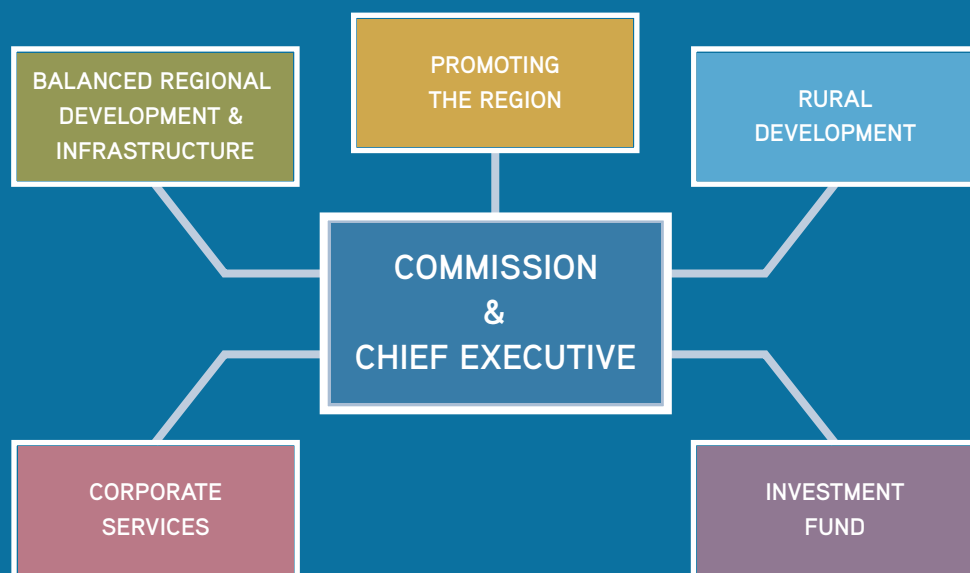 BALANCED REGIONAL
DEVELOPMENT &
INFRASTRUCTURE
PROMOTING
THE REGION
RURAL
DEVELOPMENT
COMMISSION
&
CHIEF EXECUTIVE
CORPORATE
SERVICES
INVESTMENT
FUND